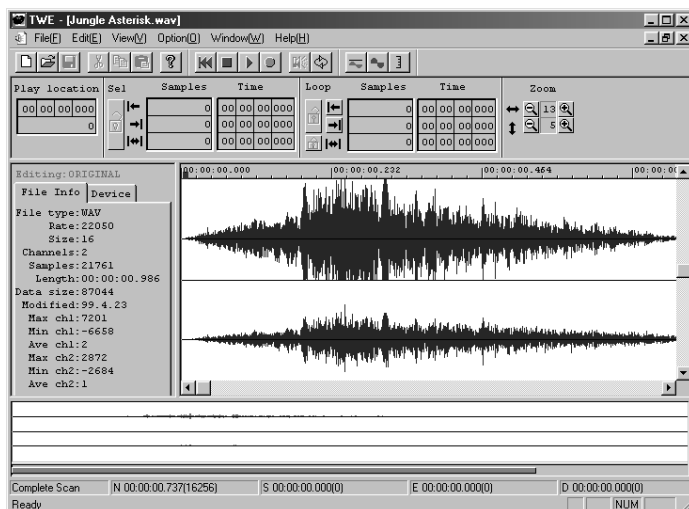 TWE - [Jungle Asterisk.wav]
File(F) Edit(E) View(V) Option(O) Window(W) Help(H)
Play location Sel Samples Time Loop Samples Time Zoom
00 00 00 000 0 00 00 00 000 0 00 00 00 000 13
0 0 00 00 00 000 0 00 00 00 000 5
0 00 00 00 000 0 00 00 00 000
Editing:ORIGINAL
File Info Device
File type:WAV
Rate:22050
Size:16
Channels:2
Samples:21761
Length:00:00:00.986
Data size:87044
Modified:99.4.23
Max ch1:7201
Min ch1:-6658
Ave ch1:2
Max ch2:2872
Min ch2:-2684
Ave ch2:1
00:00:00.000 00:00:00.232 00:00:00.464
Complete Scan N 00:00:00.737(16256) S 00:00:00.000(0) E 00:00:00.000(0) D 00:00:00.000(0)
Ready NUM